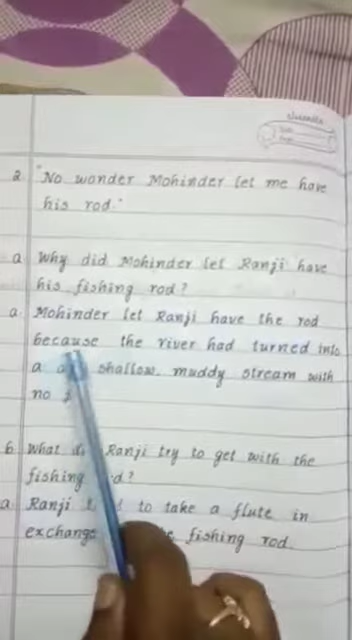 2 "No wonder Mohinder let me have
his rod."
a Why did Mohinder let Ranji have
his fishing rod?
a Mohinder let Ranji have the rod
because the river had turned into
a shallow, muddy stream with
no
b What Ranji try to get with the
fishing
a Ranji to take a flute in
exchange fishing rod